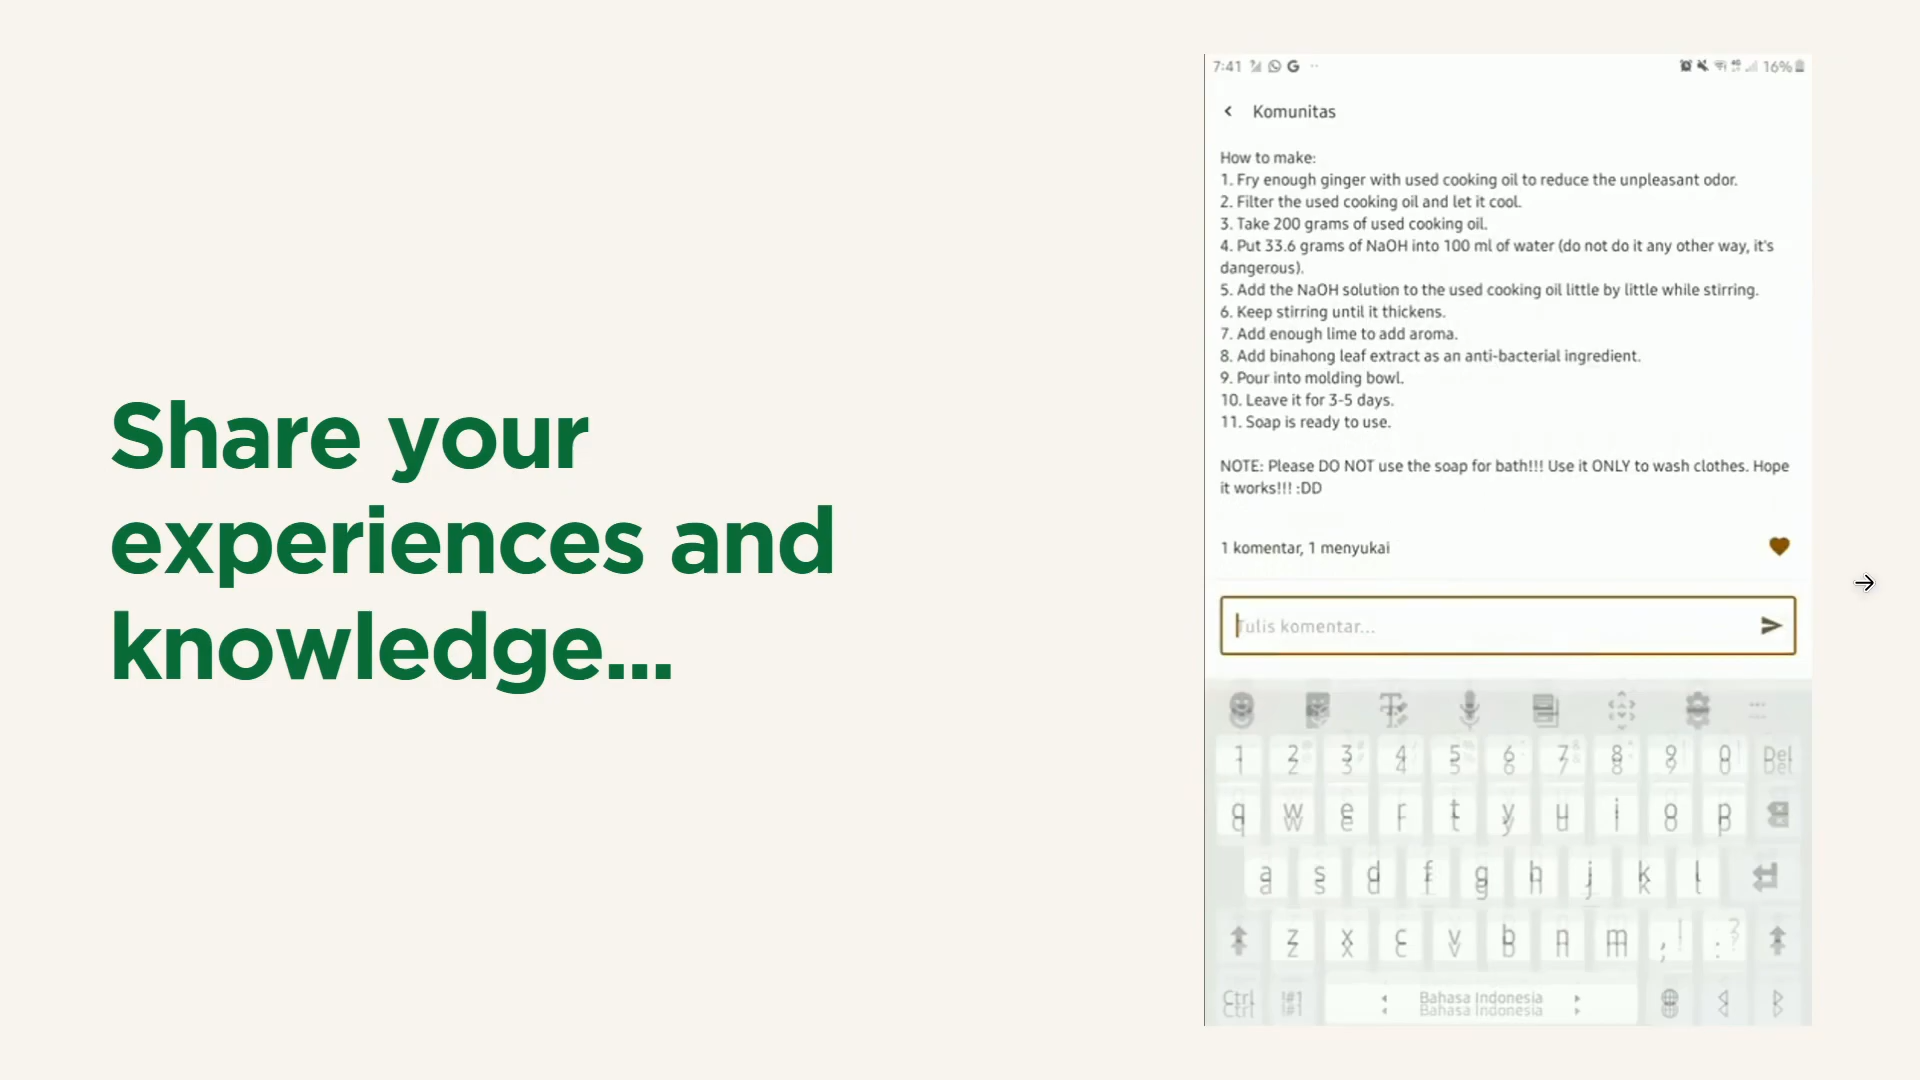 Share your
experiences and
knowledge...
7:41
16%
Komunitas
How to make:
1. Fry enough ginger with used cooking oil to reduce the unpleasant odor.
2. Filter the used cooking oil and let it cool.
3. Take 200 grams of used cooking oil.
4. Put 33.6 grams of NaOH into 100 ml of water (do not do it any other way, it's
dangerous).
5. Add the NaOH solution to the used cooking oil little by little while stirring.
6. Keep stirring until it thickens.
7. Add enough lime to add aroma.
8. Add binahong leaf extract as an anti-bacterial ingredient.
9. Pour into molding bowl.
10. Leave it for 3-5 days.
11. Soap is ready to use.
NOTE: Please DO NOT use the soap for bath!!! Use it ONLY to wash clothes. Hope
it works!!! :DD
1 komentar, 1 menyukai
Tulis komentar...
1 2 3 4 5 6 7 8 9 0 Del
q w e r t y u i o p
a s d f g h j k l
z x c v b n m , ! . ?
Ctrl !#1 Bahasa Indonesia